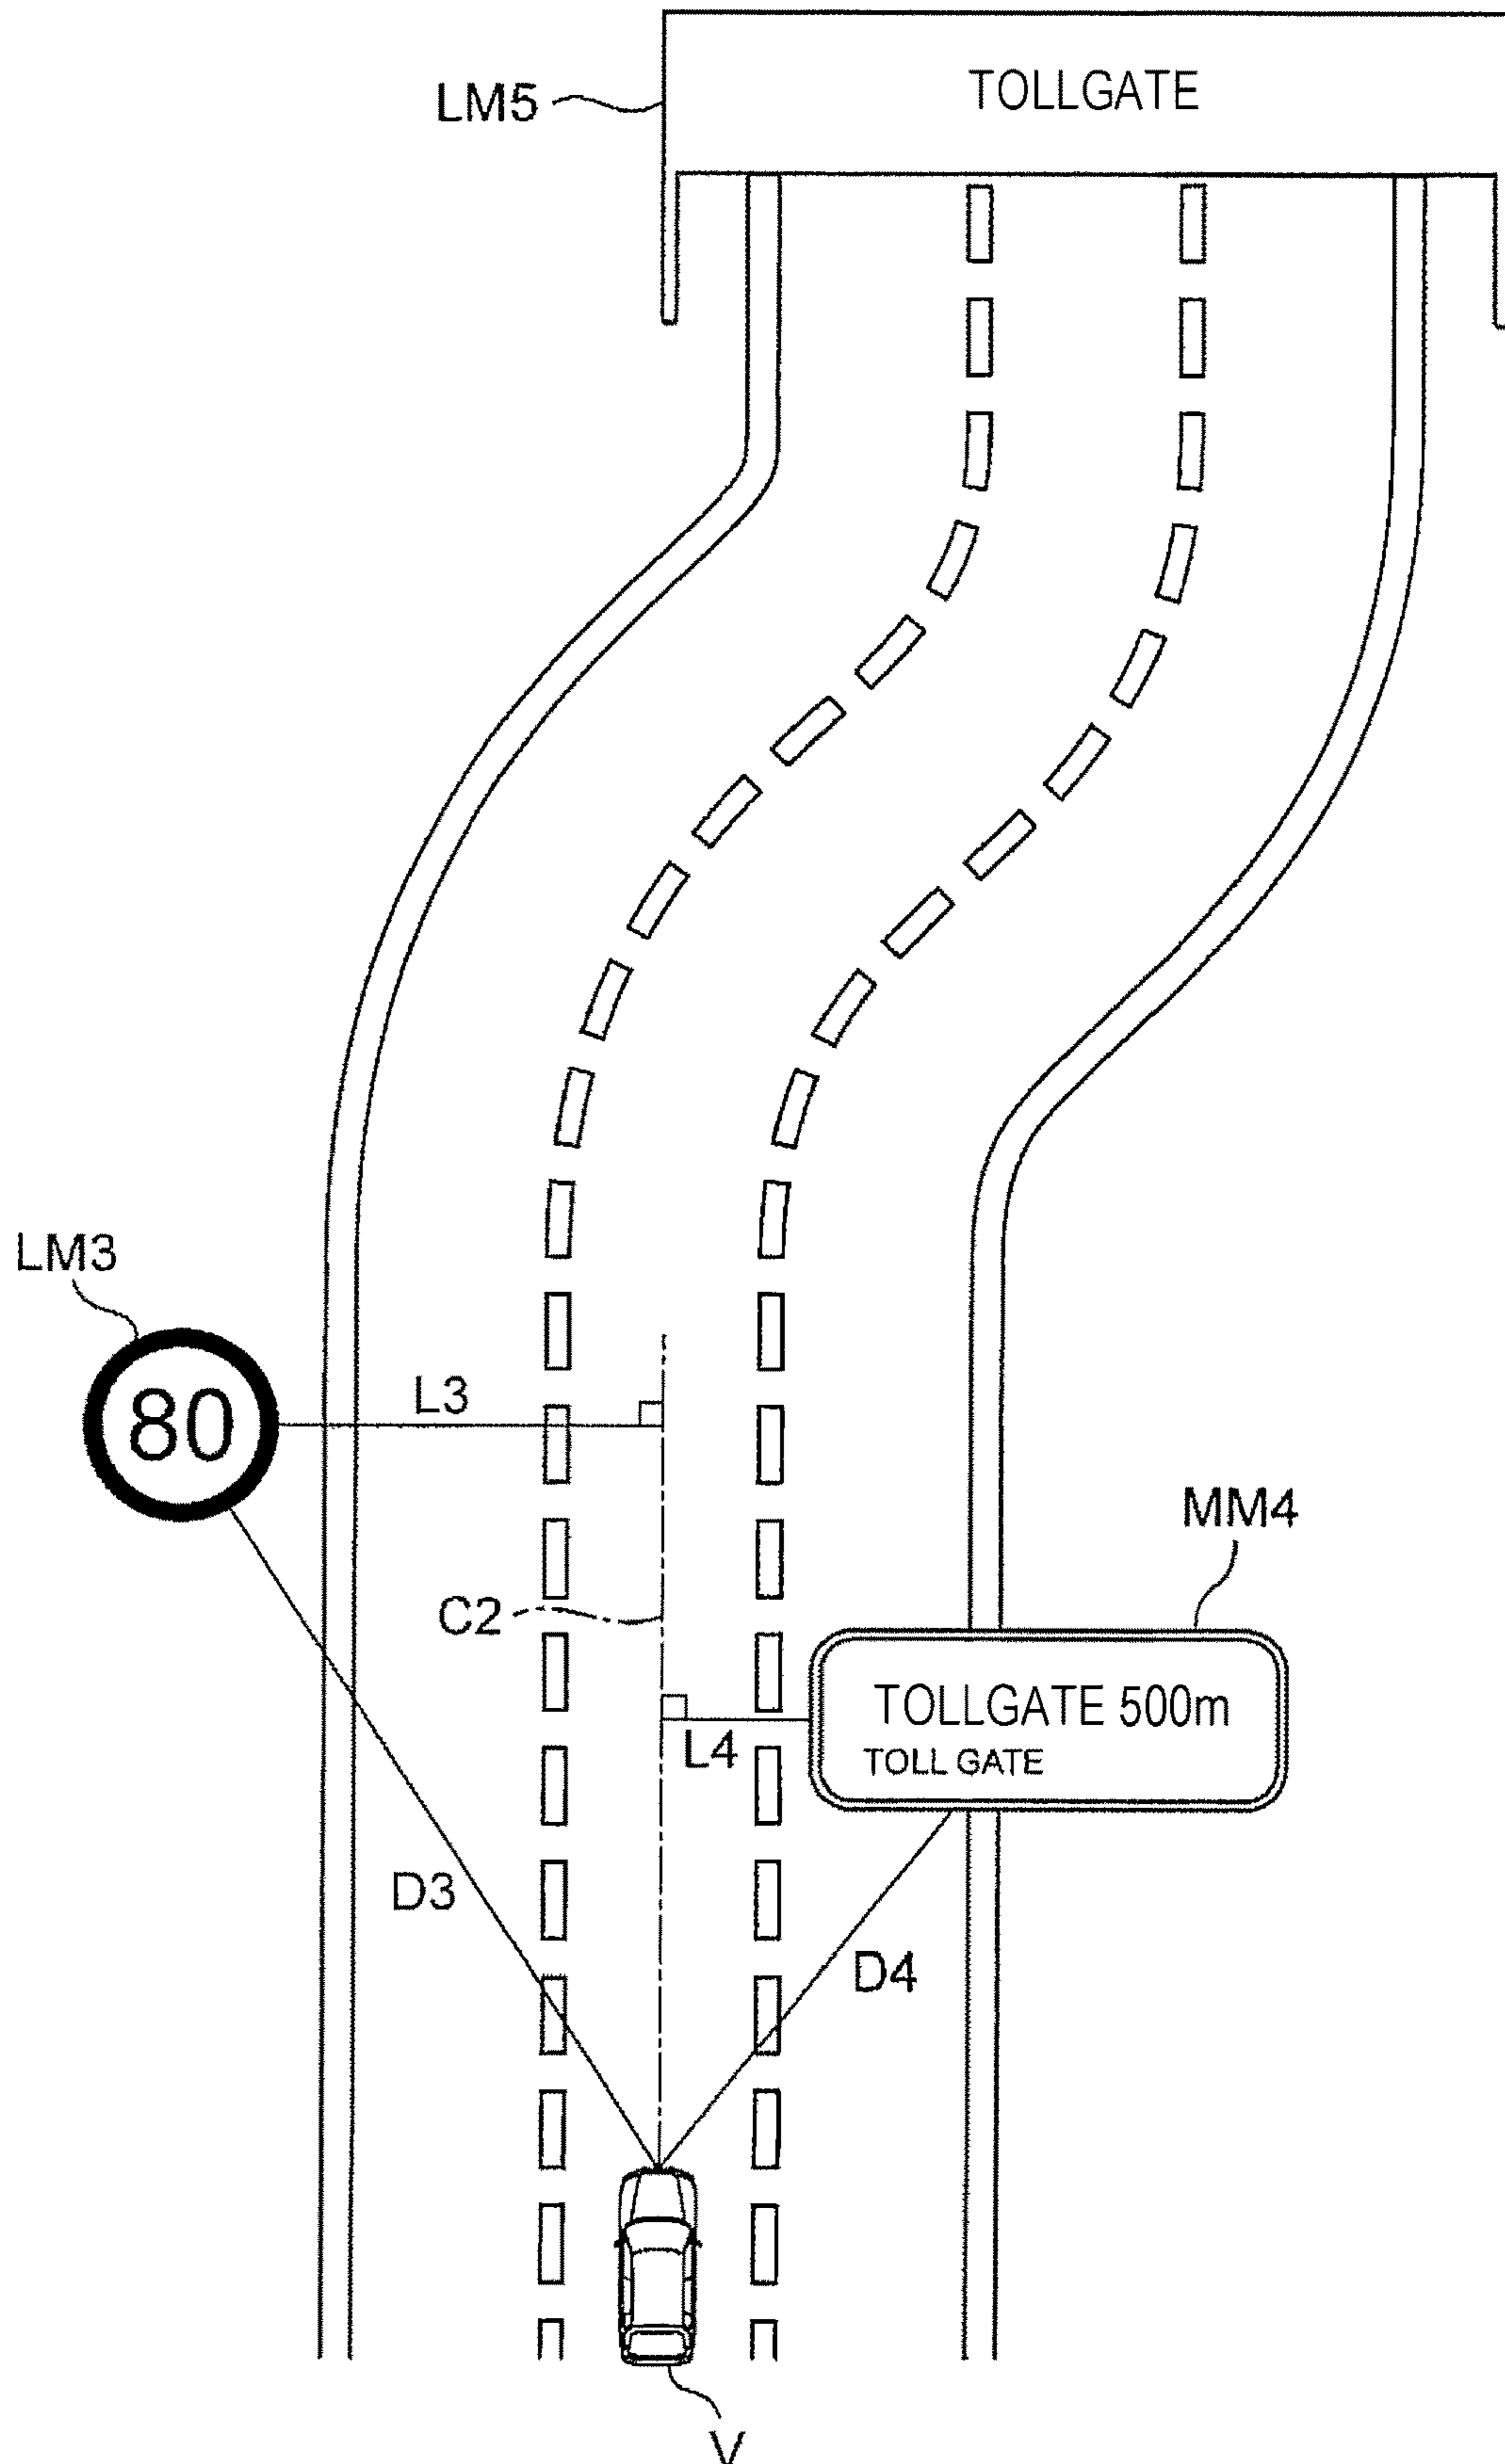 TOLLGATE
LM5
LM3
80
L3
MM4
C2
TOLLGATE 500m
L4
TOLL GATE
D3
D4
V